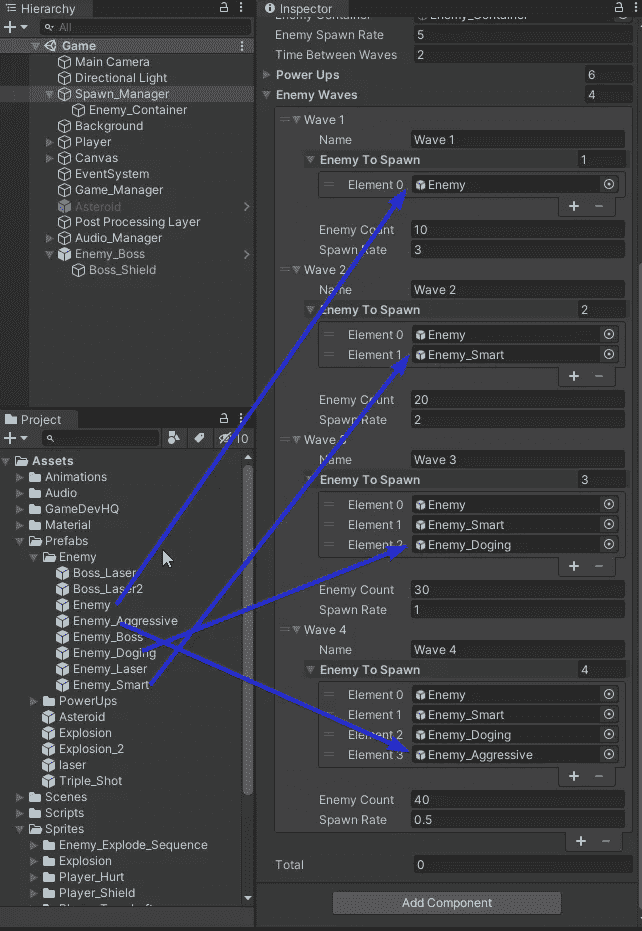 Hierarchy
All
Game
Main Camera
Directional Light
Spawn_Manager
Enemy_Container
Background
Player
Canvas
EventSystem
Game_Manager
Asteroid
Post Processing Layer
Audio_Manager
Enemy_Boss
Boss_Shield
Project
10
Assets
Animations
Audio
GameDevHQ
Material
Prefabs
Enemy
Boss_Laser
Boss_Laser2
Enemy
Enemy_Aggressive
Enemy_Boss
Enemy_Doging
Enemy_Laser
Enemy_Smart
PowerUps
Asteroid
Explosion
Explosion_2
laser
Triple_Shot
Scenes
Scripts
Sprites
Enemy_Explode_Sequence
Explosion
Player_Hurt
Player_Shield
Inspector
Enemy Spawn Rate 5
Time Between Waves 2
Power Ups 6
Enemy Waves 4
Wave 1
Name Wave 1
Enemy To Spawn 1
Element 0 Enemy
Enemy Count 10
Spawn Rate 3
Wave 2
Name Wave 2
Enemy To Spawn 2
Element 0 Enemy
Element 1 Enemy_Smart
Enemy Count 20
Spawn Rate 2
Wave 3
Name Wave 3
Enemy To Spawn 3
Element 0 Enemy
Element 1 Enemy_Smart
Element 2 Enemy_Doging
Enemy Count 30
Spawn Rate 1
Wave 4
Name Wave 4
Enemy To Spawn 4
Element 0 Enemy
Element 1 Enemy_Smart
Element 2 Enemy_Doging
Element 3 Enemy_Aggressive
Enemy Count 40
Spawn Rate 0.5
Total 0
Add Component